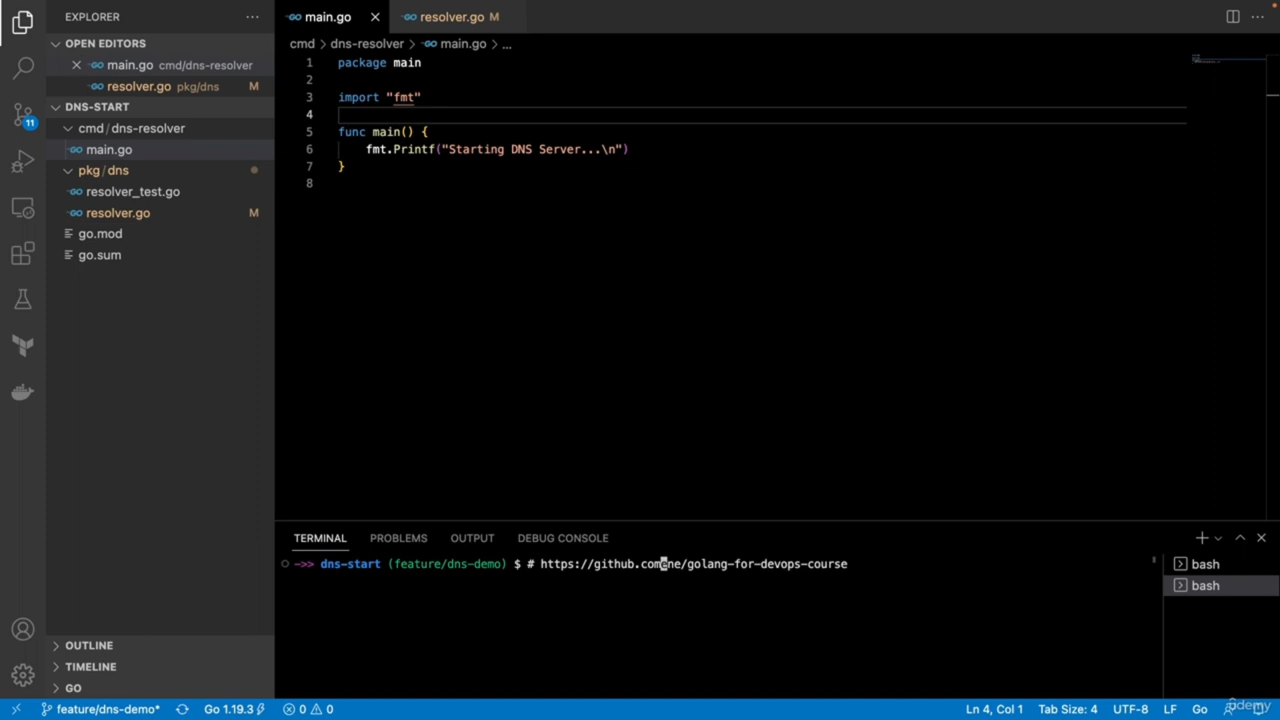 EXPLORER
main.go
resolver.go M
OPEN EDITORS
main.go cmd/dns-resolver
resolver.go pkg/dns M
DNS-START
cmd / dns-resolver
main.go
pkg / dns
resolver_test.go
resolver.go M
go.mod
go.sum
11
cmd > dns-resolver > main.go > ...
1 package main
2
3 import "fmt"
4
5 func main() {
6 fmt.Printf("Starting DNS Server...\n")
7 }
8
TERMINAL PROBLEMS OUTPUT DEBUG CONSOLE
->> dns-start (feature/dns-demo) $ # https://github.comene/golang-for-devops-course
bash
bash
OUTLINE
TIMELINE
GO
feature/dns-demo* Go 1.19.3 0 0 Ln 4, Col 1 Tab Size: 4 UTF-8 LF Go
udemy